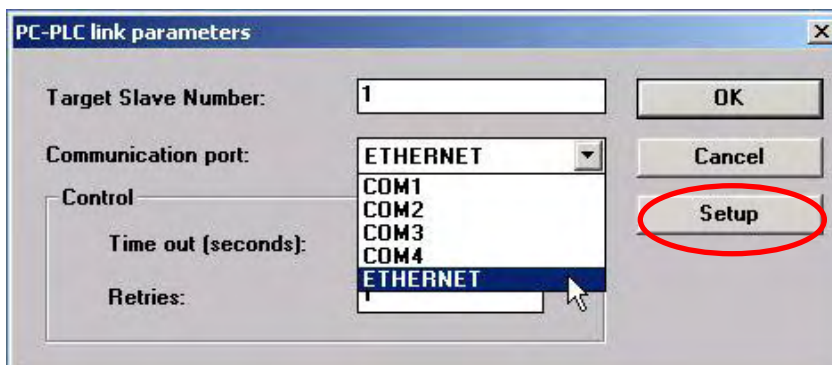 PC-PLC link parameters
Target Slave Number: 1 OK
Communication port: ETHERNET Cancel
COM1
Control COM2 Setup
COM3
Time out (seconds): COM4
ETHERNET
Retries: